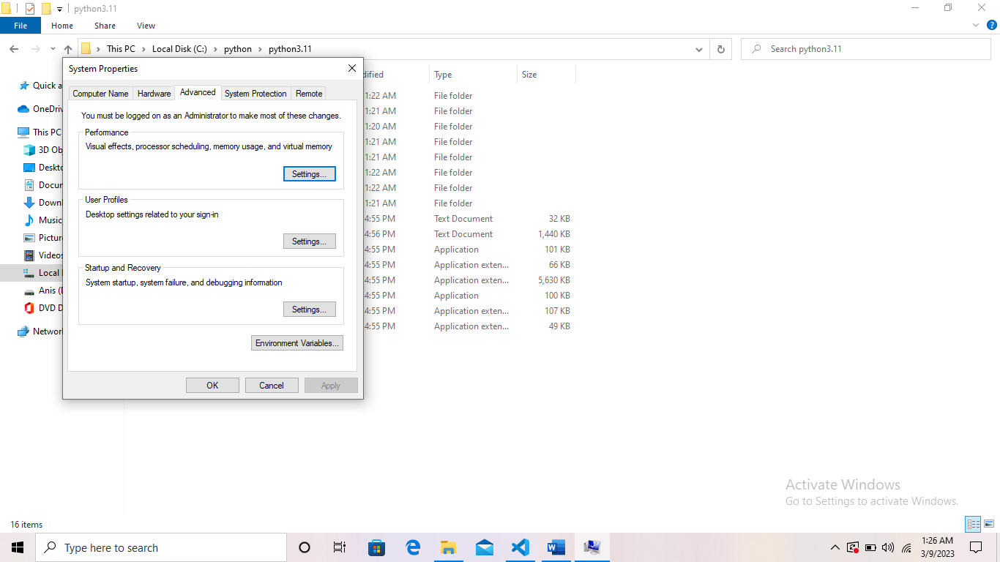 python3.11
File Home Share View
This PC Local Disk (C:) python python3.11
Search python3.11
System Properties
Computer Name Hardware Advanced System Protection Remote
You must be logged on as an Administrator to make most of these changes.
Performance
Visual effects, processor scheduling, memory usage, and virtual memory
Settings...
User Profiles
Desktop settings related to your sign-in
Settings...
Startup and Recovery
System startup, system failure, and debugging information
Settings...
Environment Variables...
OK Cancel Apply
Quick a
OneDriv
This PC
3D Ob
Deskto
Docur
Downl
Music
Pictur
Videos
Local
Anis (
DVD D
Networ
dified Type Size
1:22 AM File folder
1:21 AM File folder
1:20 AM File folder
1:21 AM File folder
1:21 AM File folder
1:22 AM File folder
1:22 AM File folder
1:21 AM File folder
4:55 PM Text Document 32 KB
4:56 PM Text Document 1,440 KB
4:55 PM Application 101 KB
4:55 PM Application exten... 66 KB
4:55 PM Application exten... 5,630 KB
4:55 PM Application 100 KB
4:55 PM Application exten... 107 KB
4:55 PM Application exten... 49 KB
Activate Windows
Go to Settings to activate Windows.
16 items
Type here to search
1:26 AM
3/9/2023